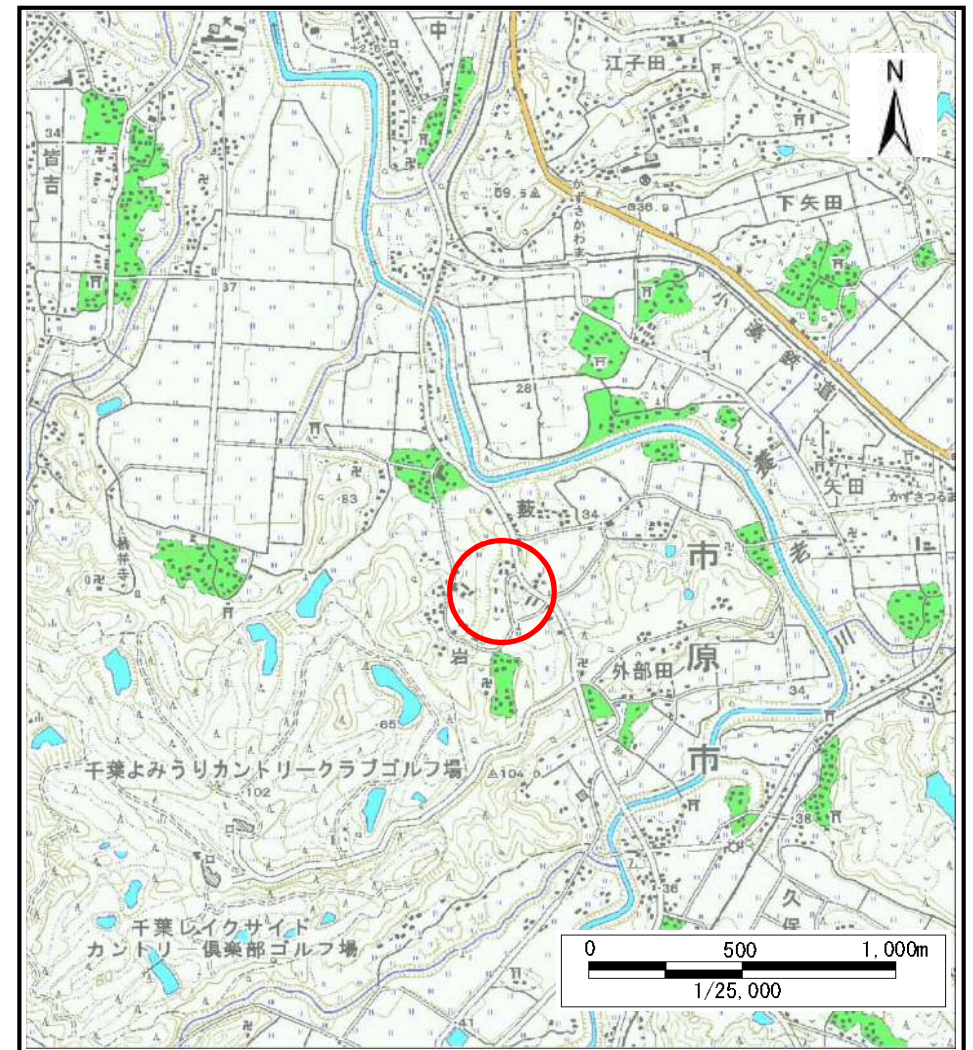 中
江子田
N
34
皆吉
59.5
38.9
かずさかわま
下矢田
37
小湊鉄道
31
28
養老川
矢田
かずさつるま
藪
34
83
市原市
岩
外部田
34
65
千葉よみうりカントリークラブゴルフ場
104.0
102
38
36
久保
千葉レイクサイド
カントリー倶楽部ゴルフ場
41
0 500 1,000m
1/25,000